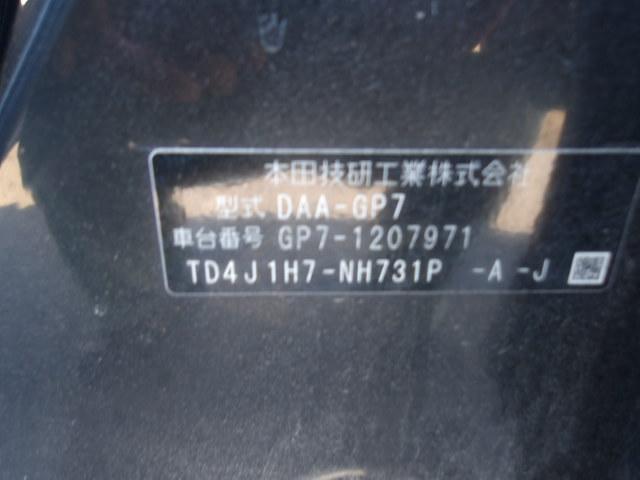 本田技研工業株式会社
型式 DAA-GP7
車台番号 GP7-1207971
TD4J1H7-NH731P -A -J